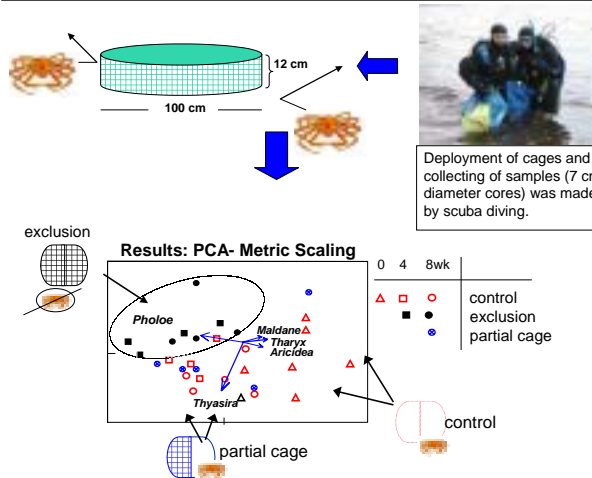 12 cm
100 cm
Deployment of cages and
collecting of samples (7 cm
diameter cores) was made
by scuba diving.
exclusion
Results: PCA- Metric Scaling
0 4 8wk
control
exclusion
partial cage
Pholoe
Maldane
Tharyx
Aricidea
Thyasira
control
partial cage